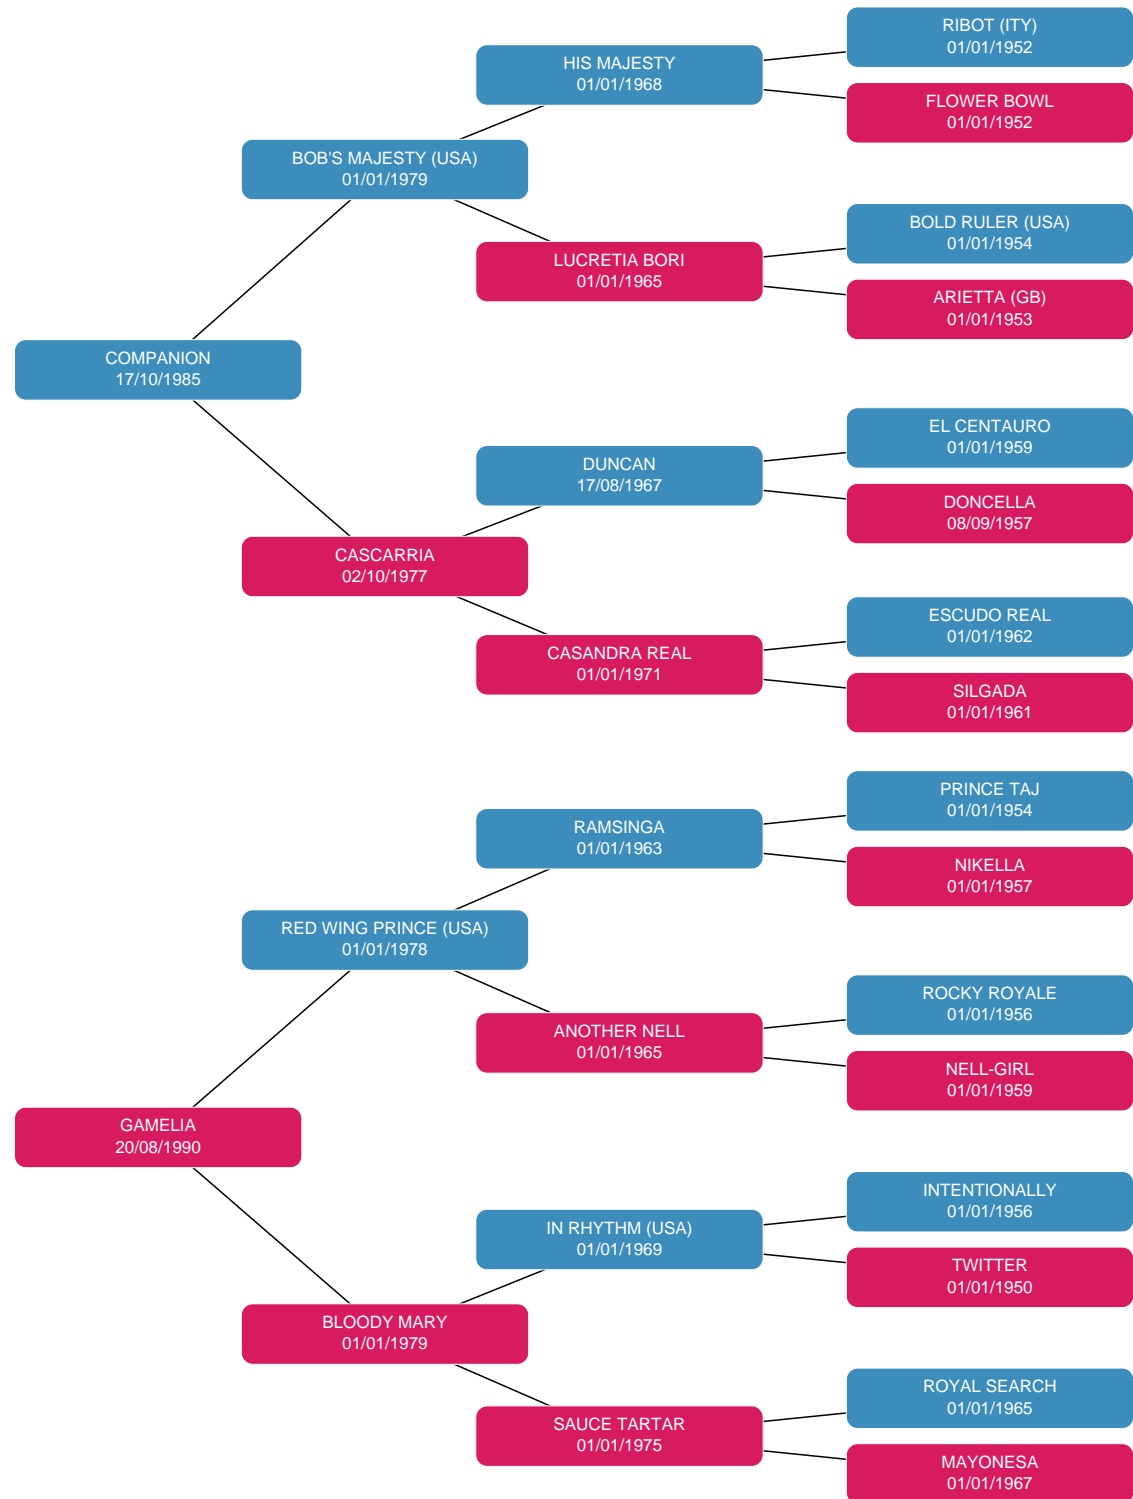 RIBOT (ITY)
01/01/1952
HIS MAJESTY
01/01/1968
FLOWER BOWL
01/01/1952
BOB'S MAJESTY (USA)
01/01/1979
BOLD RULER (USA)
01/01/1954
LUCRETIA BORI
01/01/1965
ARIETTA (GB)
01/01/1953
COMPANION
17/10/1985
EL CENTAURO
01/01/1959
DUNCAN
17/08/1967
DONCELLA
08/09/1957
CASCARRIA
02/10/1977
ESCUDO REAL
01/01/1962
CASANDRA REAL
01/01/1971
SILGADA
01/01/1961
PRINCE TAJ
01/01/1954
RAMSINGA
01/01/1963
NIKELLA
01/01/1957
RED WING PRINCE (USA)
01/01/1978
ROCKY ROYALE
01/01/1956
ANOTHER NELL
01/01/1965
NELL-GIRL
01/01/1959
GAMELIA
20/08/1990
INTENTIONALLY
01/01/1956
IN RHYTHM (USA)
01/01/1969
TWITTER
01/01/1950
BLOODY MARY
01/01/1979
ROYAL SEARCH
01/01/1965
SAUCE TARTAR
01/01/1975
MAYONESA
01/01/1967